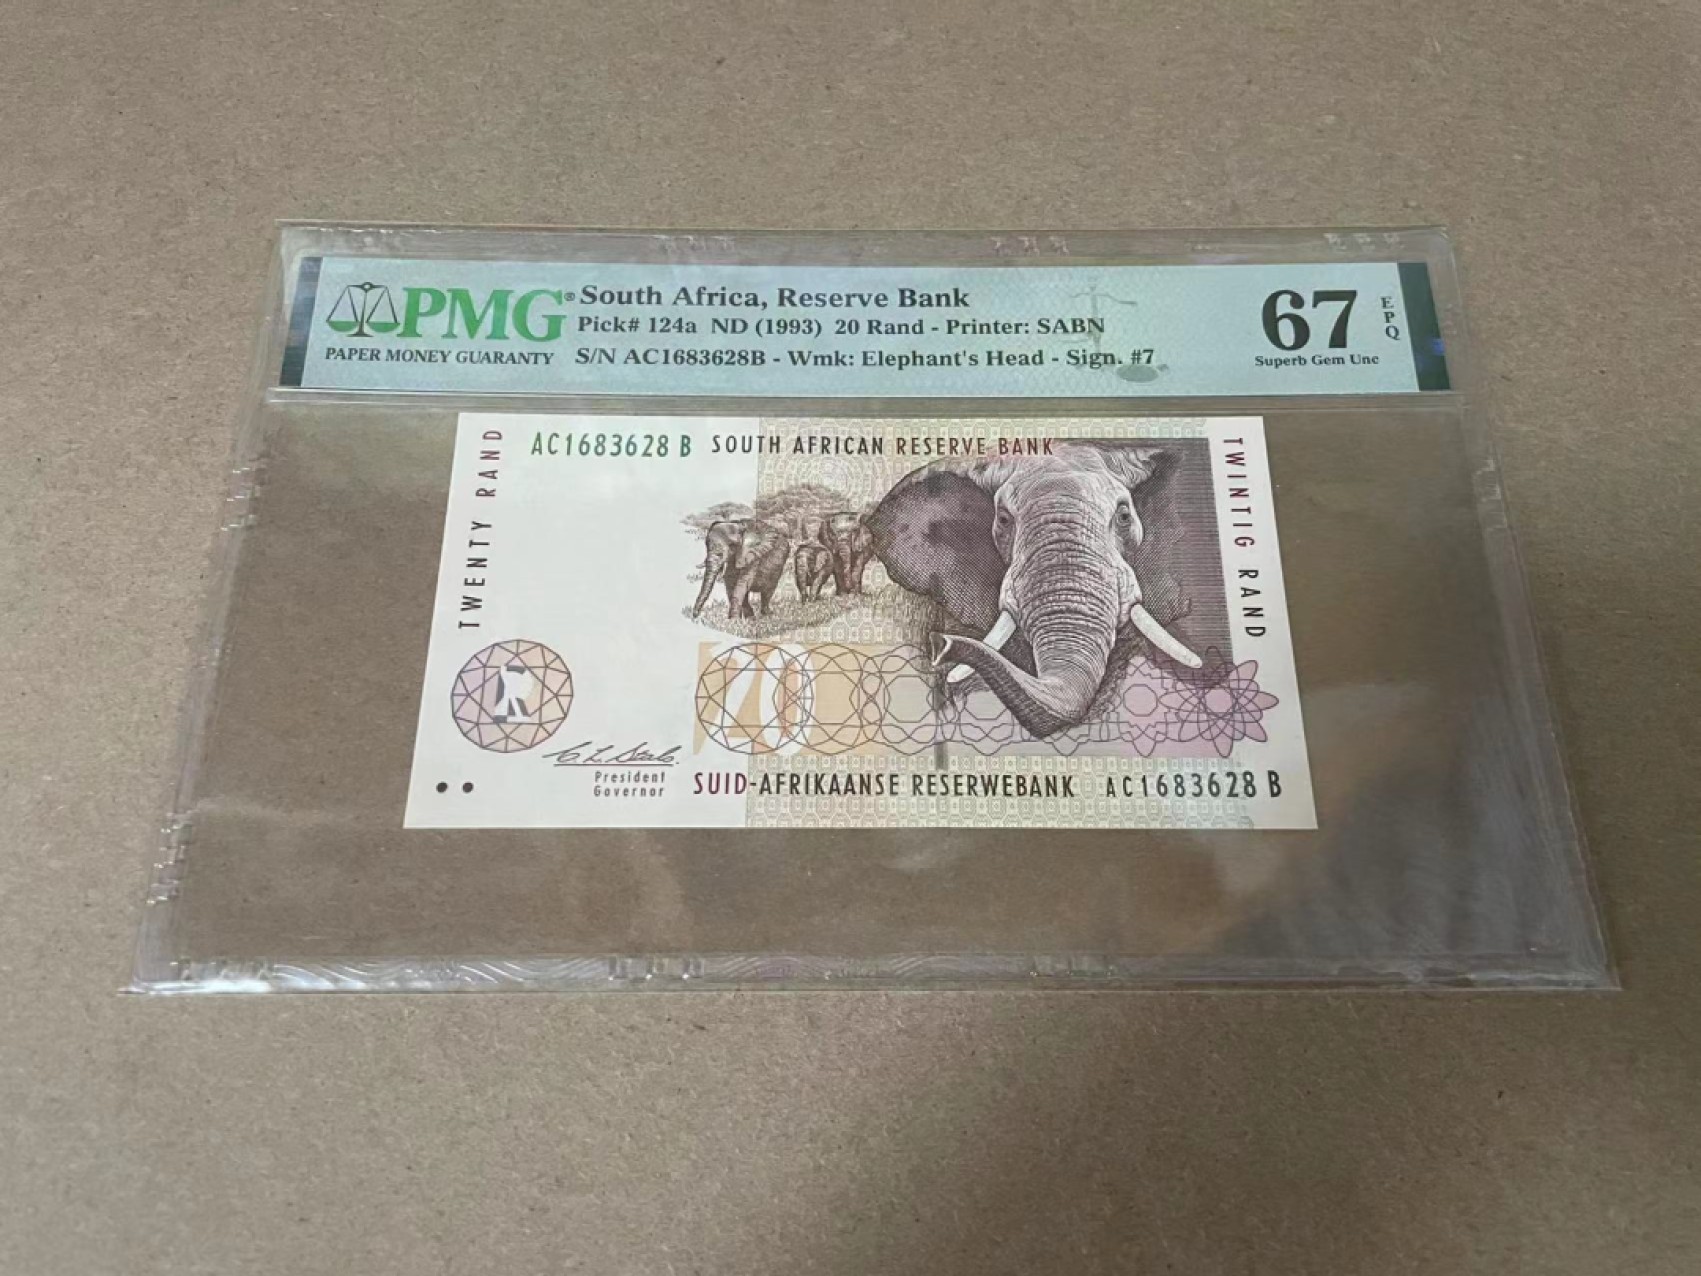 PMG®
PAPER MONEY GUARANTY
South Africa, Reserve Bank
Pick# 124a ND (1993) 20 Rand - Printer: SABN
S/N AC1683628B - Wmk: Elephant's Head - Sign. #7
67
EPQ
Superb Gem Unc
TWENTY RAND
AC1683628 B
SOUTH AFRICAN RESERVE BANK
TWINTIG RAND
20
C. L. Stals.
President
Governor
SUID-AFRIKAANSE RESERWEBANK
AC1683628 B